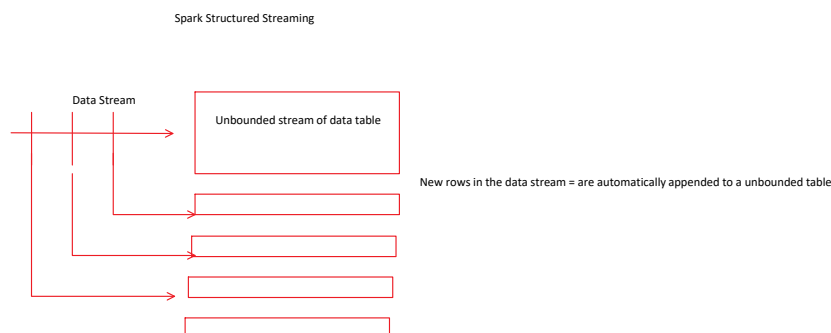 Spark Structured Streaming
Data Stream
Unbounded stream of data table
New rows in the data stream = are automatically appended to a unbounded table